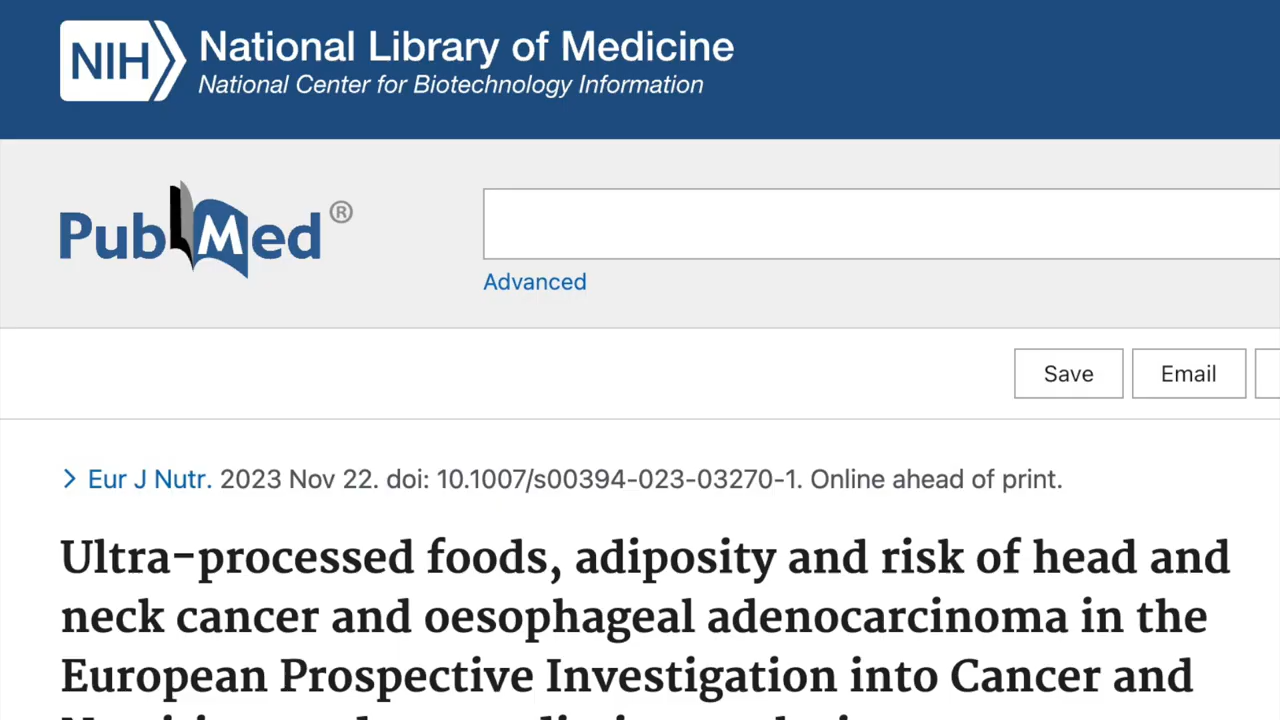 NIH National Library of Medicine
National Center for Biotechnology Information
PubMed®
Advanced
Save Email
Eur J Nutr. 2023 Nov 22. doi: 10.1007/s00394-023-03270-1. Online ahead of print.
Ultra-processed foods, adiposity and risk of head and
neck cancer and oesophageal adenocarcinoma in the
European Prospective Investigation into Cancer and